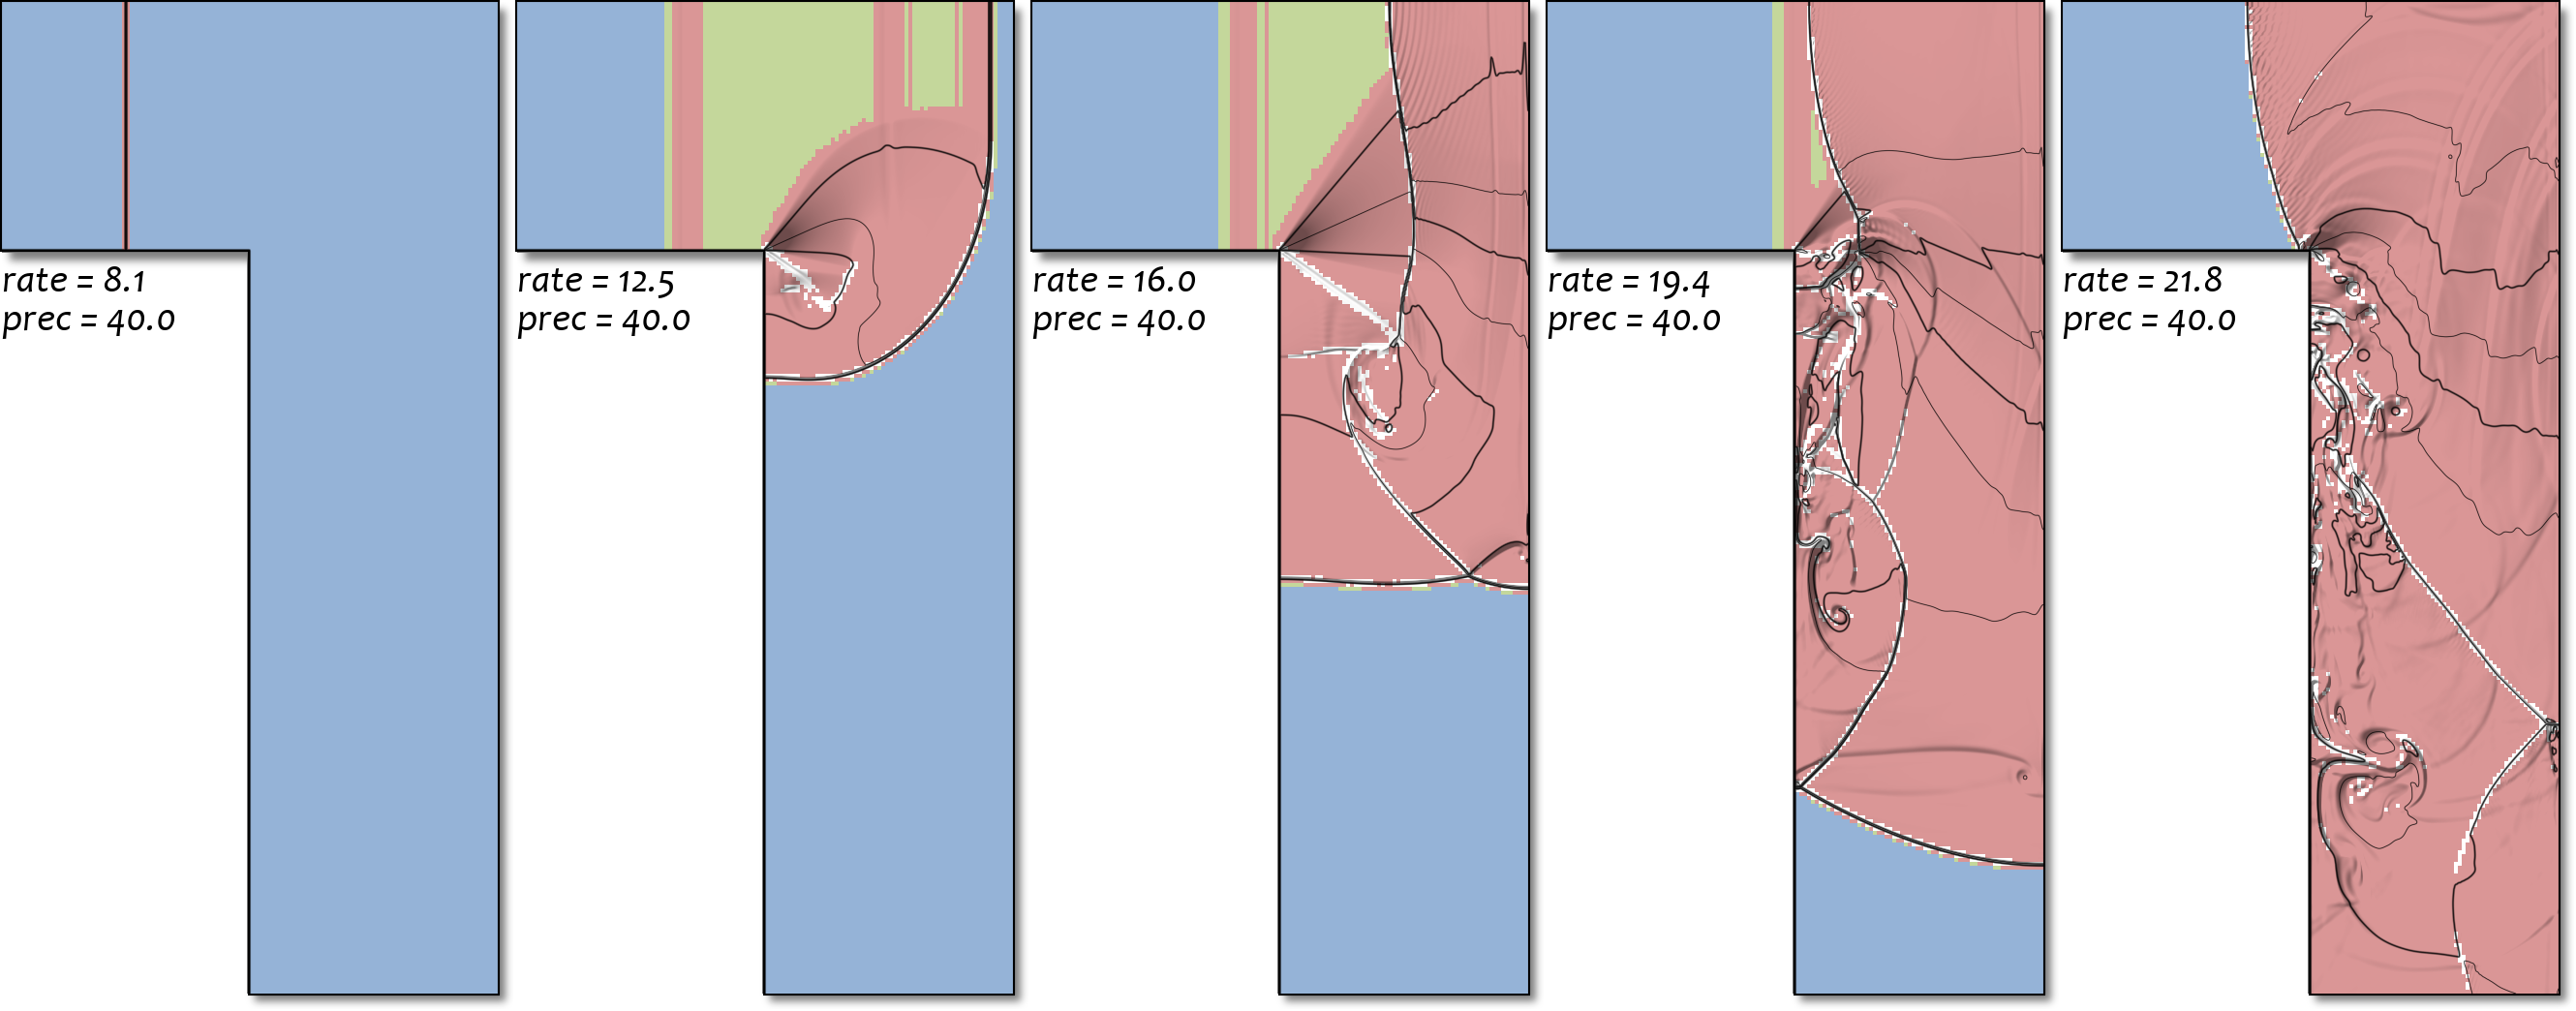 rate = 8.1
prec = 40.0
rate = 12.5
prec = 40.0
rate = 16.0
prec = 40.0
rate = 19.4
prec = 40.0
rate = 21.8
prec = 40.0